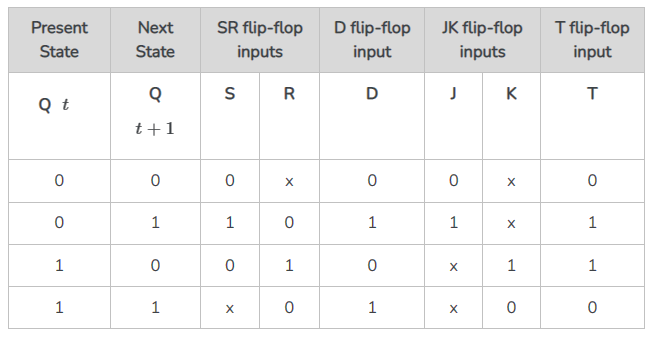 Present State Next State SR flip-flop inputs D flip-flop input JK flip-flop inputs T flip-flop input
Q t Q t + 1 S R D J K T
0 0 0 x 0 0 x 0
0 1 1 0 1 1 x 1
1 0 0 1 0 x 1 1
1 1 x 0 1 x 0 0